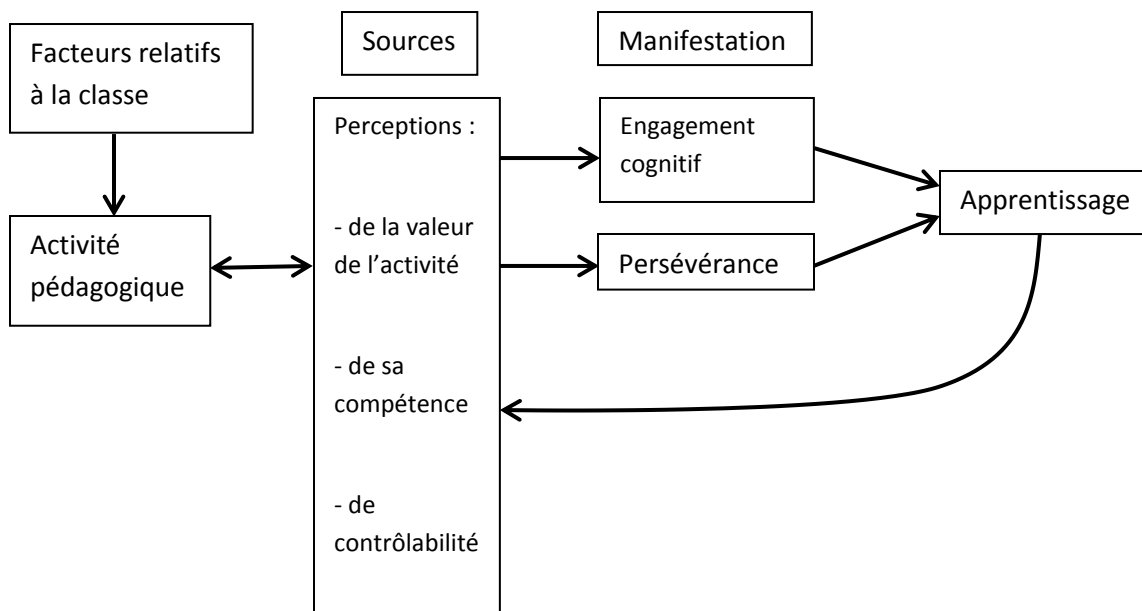 Facteurs relatifs
à la classe
Sources
Manifestation
Activité
pédagogique
Perceptions :
- de la valeur
de l’activité
- de sa
compétence
- de
contrôlabilité
Engagement
cognitif
Persévérance
Apprentissage